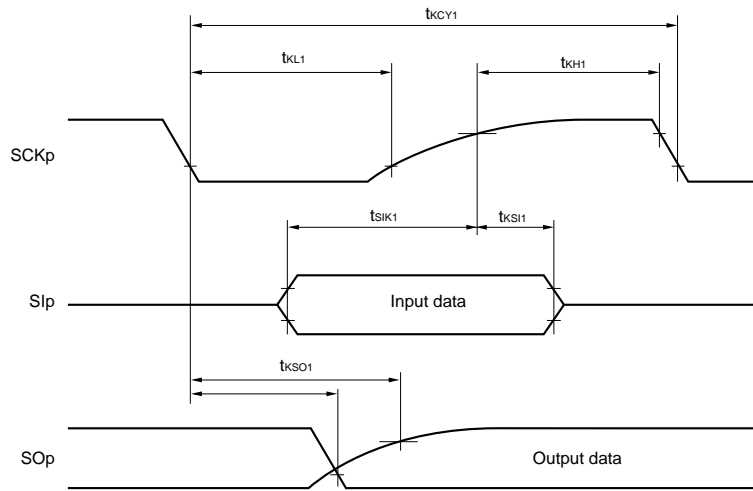 tKCY1
tKL1
tKH1
SCKp
tSIK1
tKSI1
SIp
Input data
tKSO1
SOp
Output data